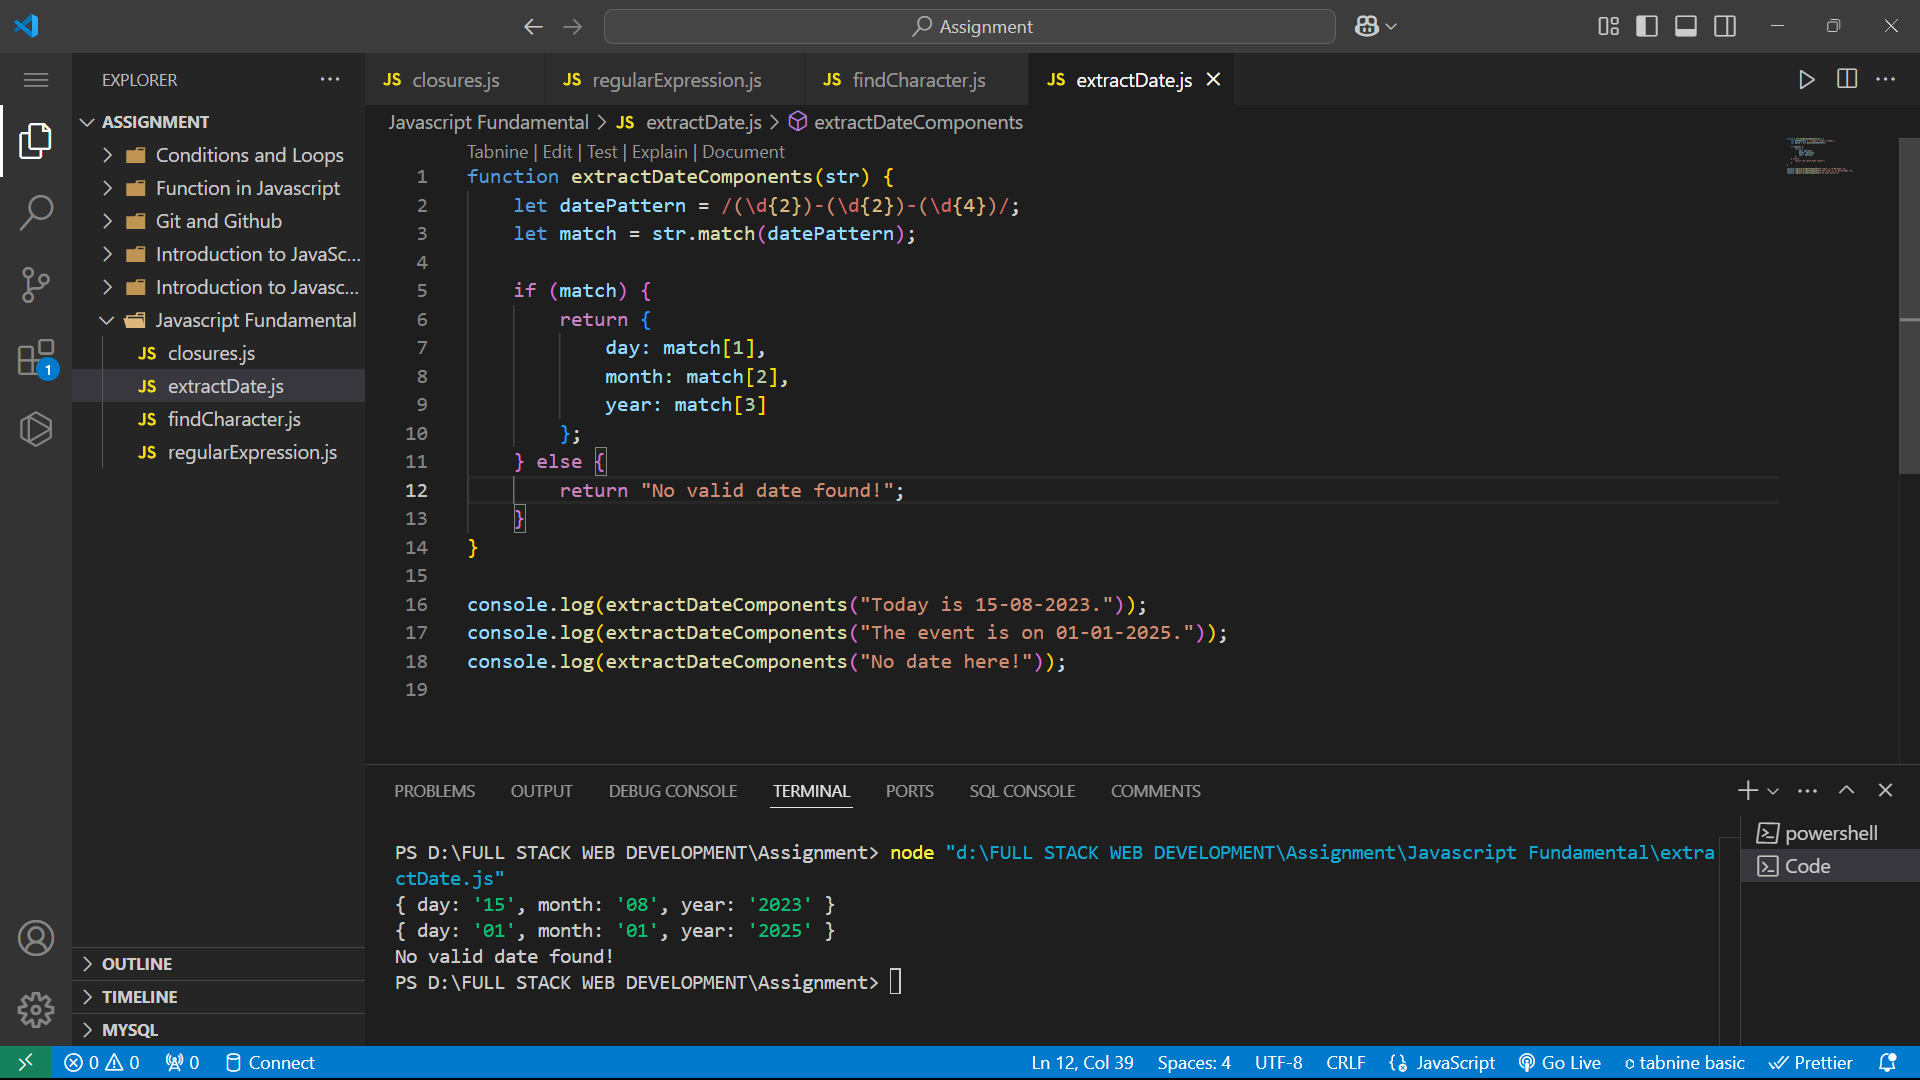 Assignment
EXPLORER
ASSIGNMENT
Conditions and Loops
Function in Javascript
Git and Github
Introduction to JavaSc...
Introduction to Javasc...
Javascript Fundamental
JS closures.js
JS extractDate.js
JS findCharacter.js
JS regularExpression.js
OUTLINE
TIMELINE
MYSQL
1
JS closures.js
JS regularExpression.js
JS findCharacter.js
JS extractDate.js
Javascript Fundamental > JS extractDate.js > extractDateComponents
Tabnine | Edit | Test | Explain | Document
1 function extractDateComponents(str) {
2 let datePattern = /(\d{2})-(\d{2})-(\d{4})/;
3 let match = str.match(datePattern);
4
5 if (match) {
6 return {
7 day: match[1],
8 month: match[2],
9 year: match[3]
10 };
11 } else {
12 return "No valid date found!";
13 }
14 }
15
16 console.log(extractDateComponents("Today is 15-08-2023."));
17 console.log(extractDateComponents("The event is on 01-01-2025."));
18 console.log(extractDateComponents("No date here!"));
19
PROBLEMS OUTPUT DEBUG CONSOLE TERMINAL PORTS SQL CONSOLE COMMENTS
PS D:\FULL STACK WEB DEVELOPMENT\Assignment> node "d:\FULL STACK WEB DEVELOPMENT\Assignment\Javascript Fundamental\extra
ctDate.js"
{ day: '15', month: '08', year: '2023' }
{ day: '01', month: '01', year: '2025' }
No valid date found!
PS D:\FULL STACK WEB DEVELOPMENT\Assignment>
powershell
Code
0 0 0 Connect Ln 12, Col 39 Spaces: 4 UTF-8 CRLF JavaScript Go Live tabnine basic Prettier